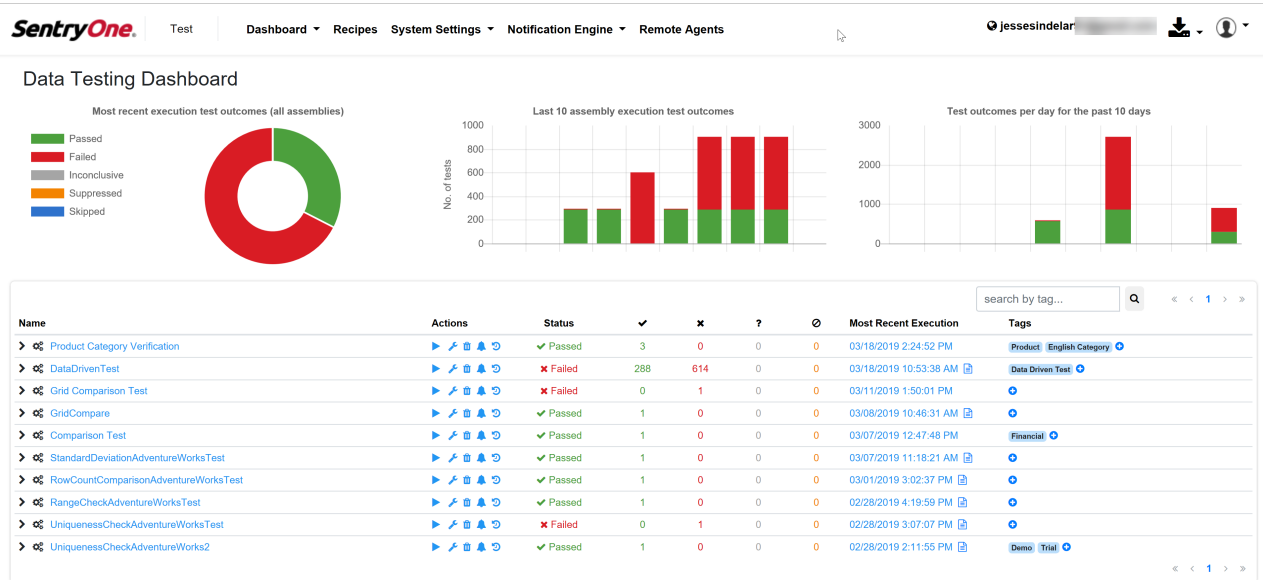 SentryOne. Test Dashboard Recipes System Settings Notification Engine Remote Agents jessesindelar
Data Testing Dashboard
Most recent execution test outcomes (all assemblies)
Passed
Failed
Inconclusive
Suppressed
Skipped
Last 10 assembly execution test outcomes
No. of tests
1000
800
600
400
200
0
Test outcomes per day for the past 10 days
3000
2000
1000
0
search by tag... « < 1 > »
Name Actions Status ✔ ✖ ? ⊘ Most Recent Execution Tags
Product Category Verification ✔ Passed 3 0 0 0 03/18/2019 2:24:52 PM Product English Category
DataDrivenTest ✖ Failed 288 614 0 0 03/18/2019 10:53:38 AM Data Driven Test
Grid Comparison Test ✖ Failed 0 1 0 0 03/11/2019 1:50:01 PM
GridCompare ✔ Passed 1 0 0 0 03/08/2019 10:46:31 AM
Comparison Test ✔ Passed 1 0 0 0 03/07/2019 12:47:48 PM Financial
StandardDeviationAdventureWorksTest ✔ Passed 1 0 0 0 03/07/2019 11:18:21 AM
RowCountComparisonAdventureWorksTest ✔ Passed 1 0 0 0 03/01/2019 3:02:37 PM
RangeCheckAdventureWorksTest ✔ Passed 1 0 0 0 02/28/2019 4:19:59 PM
UniquenessCheckAdventureWorksTest ✖ Failed 0 1 0 0 02/28/2019 3:07:07 PM
UniquenessCheckAdventureWorks2 ✔ Passed 1 0 0 0 02/28/2019 2:11:55 PM Demo Trial
« < 1 > »